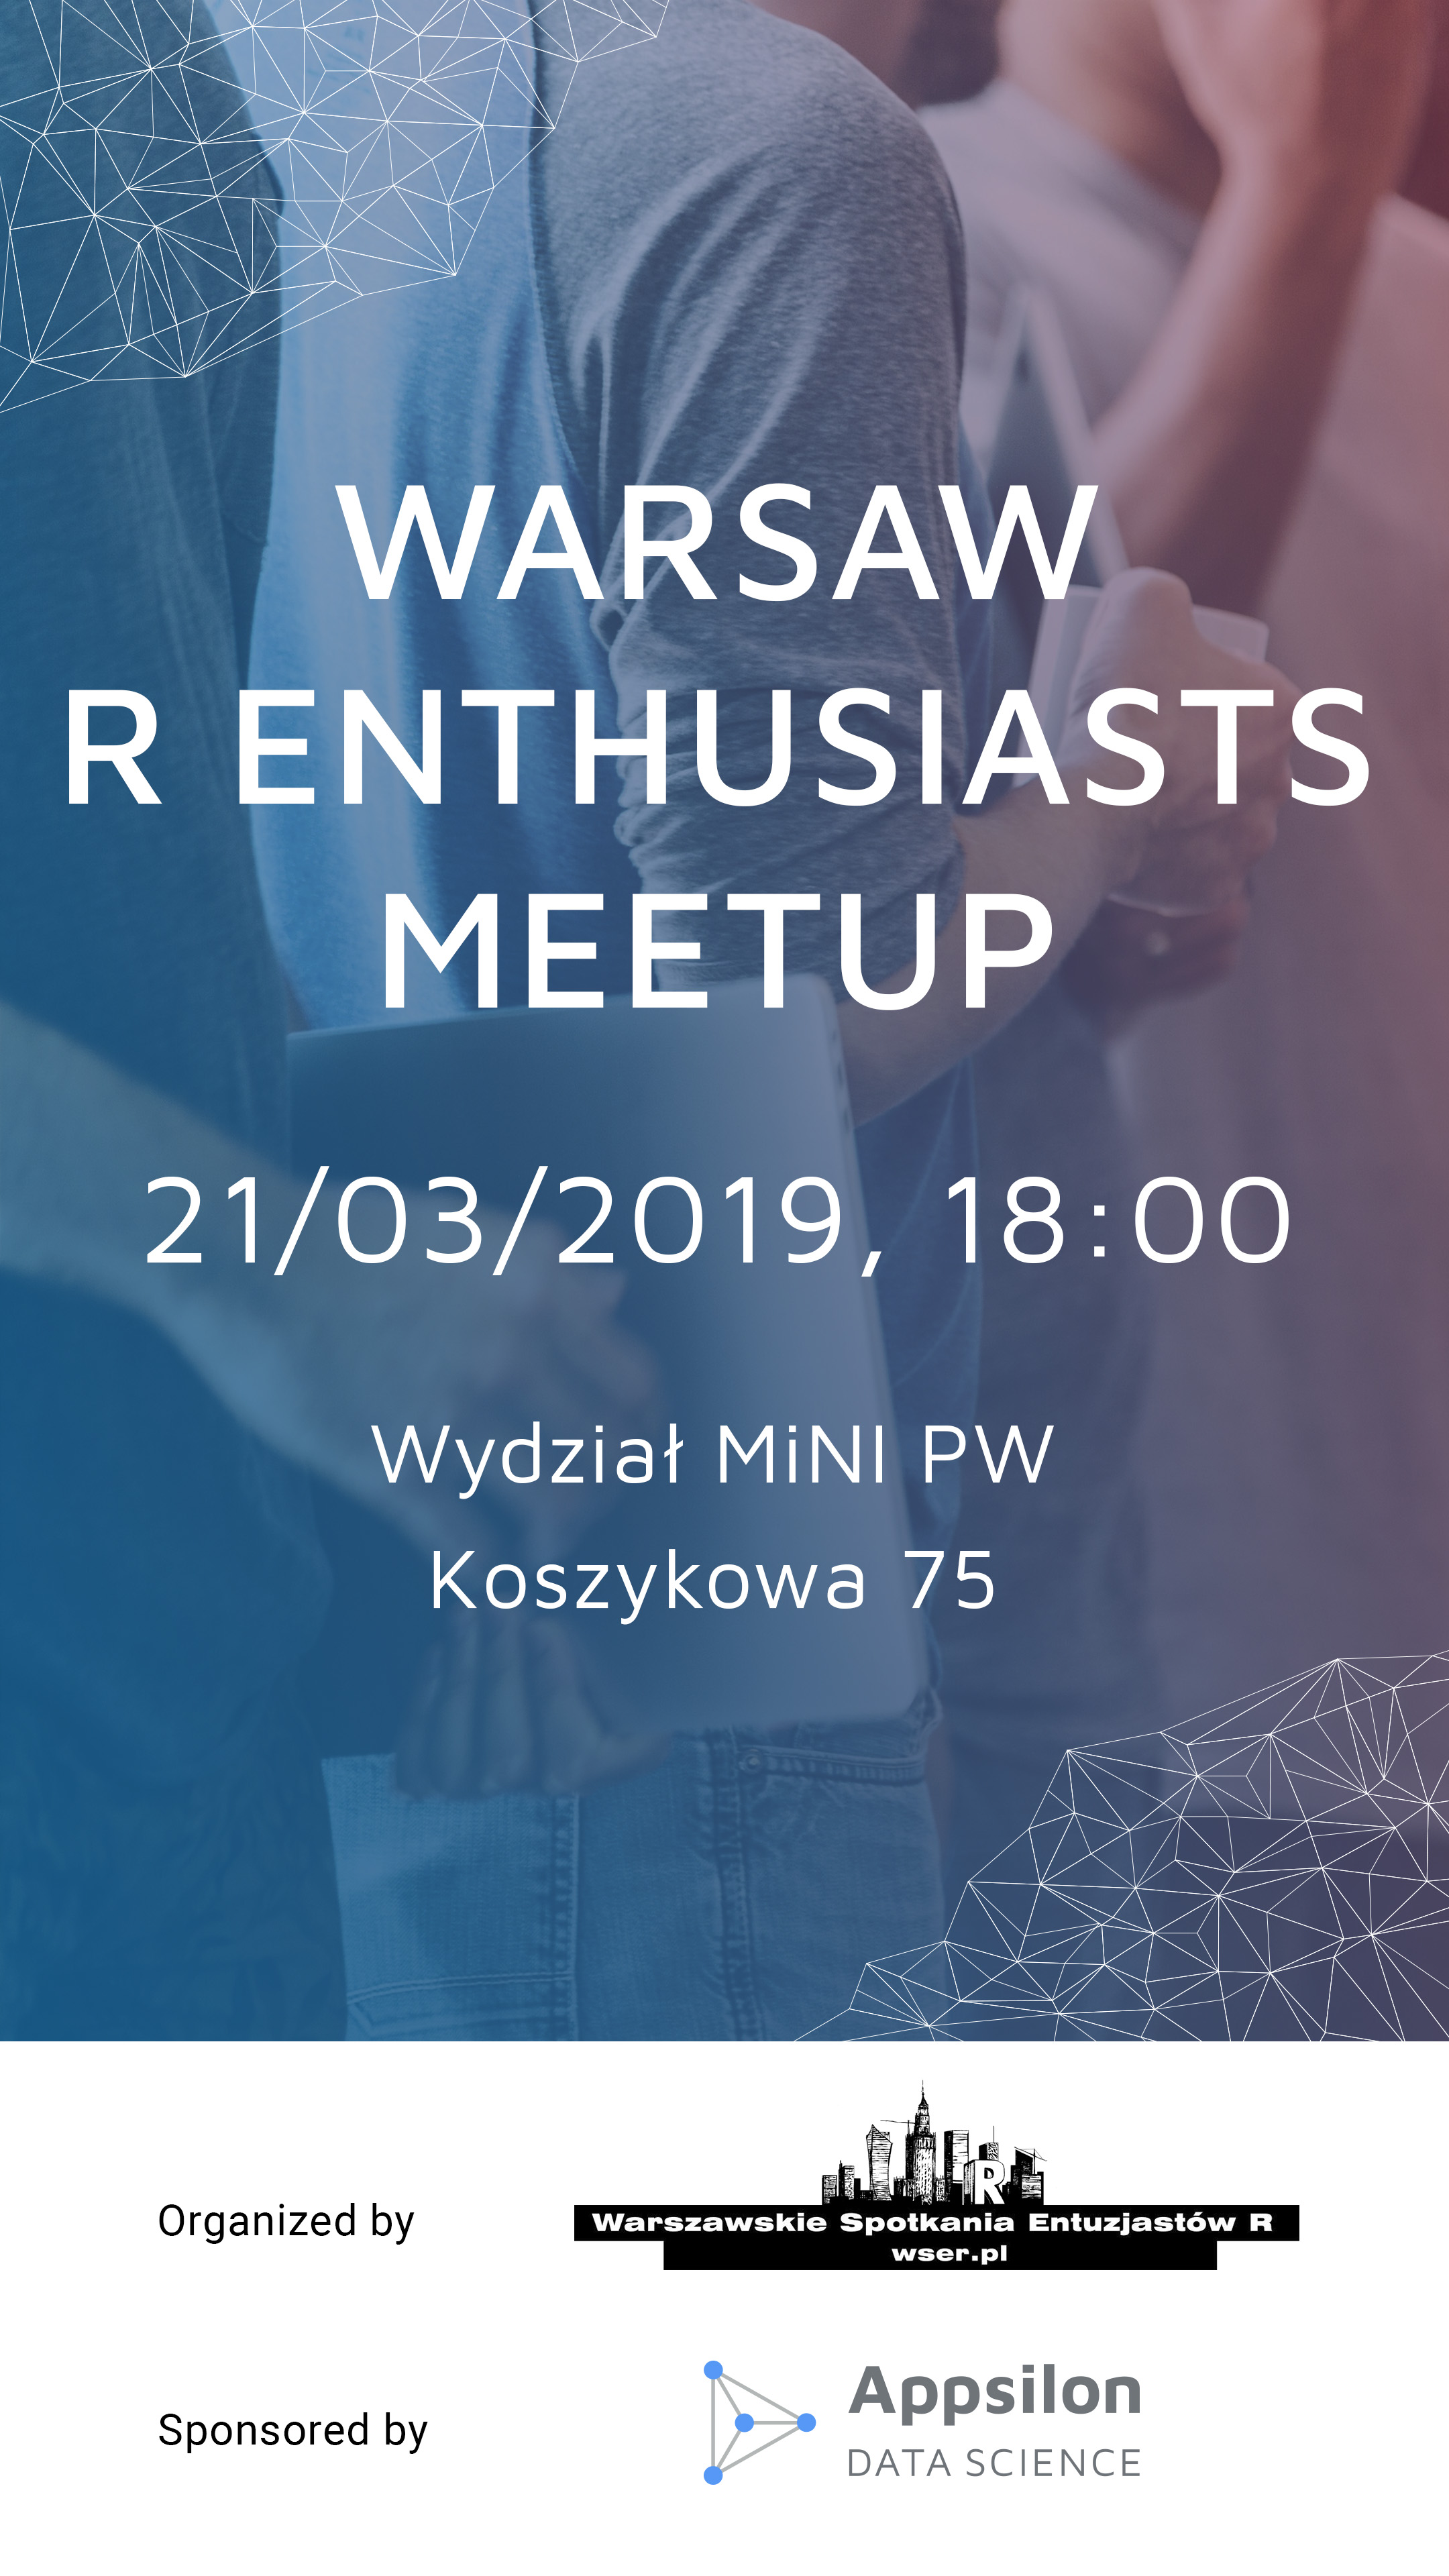 WARSAW
R ENTHUSIASTS
MEETUP
21/03/2019, 18:00
Wydział MiNI PW
Koszykowa 75
R
Organized by
Warszawskie Spotkania Entuzjastów R
wser.pl
Sponsored by
Appsilon
DATA SCIENCE